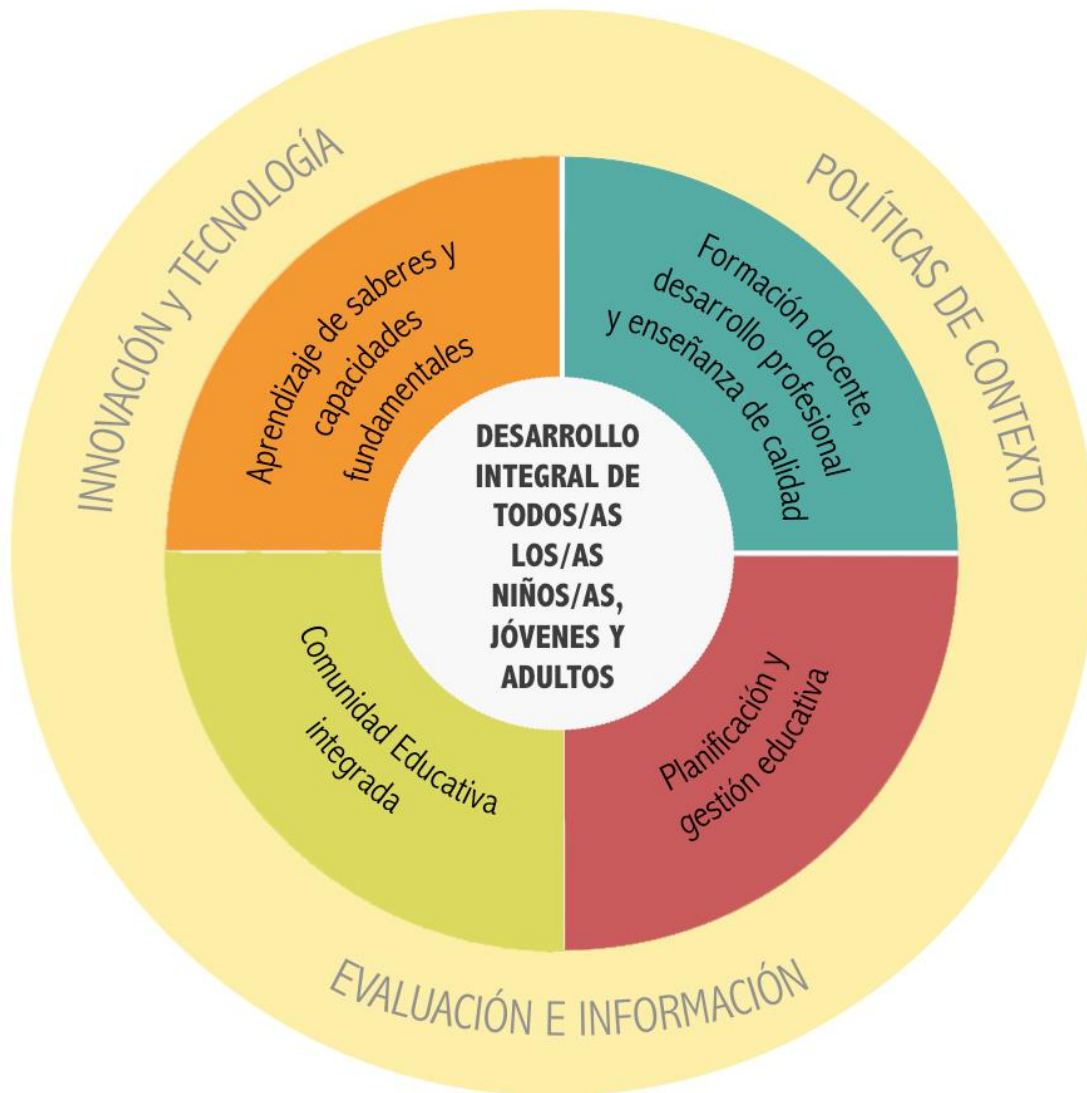 INNOVACIÓN y TECNOLOGÍA
POLÍTICAS DE CONTEXTO
Aprendizaje de saberes y
capacidades
fundamentales
Formación docente,
desarrollo profesional
y enseñanza de calidad
DESARROLLO
INTEGRAL DE
TODOS/AS
LOS/AS
NIÑOS/AS,
JÓVENES Y
ADULTOS
Comunidad Educativa
integrada
Planificación y
gestión educativa
EVALUACIÓN E INFORMACIÓN